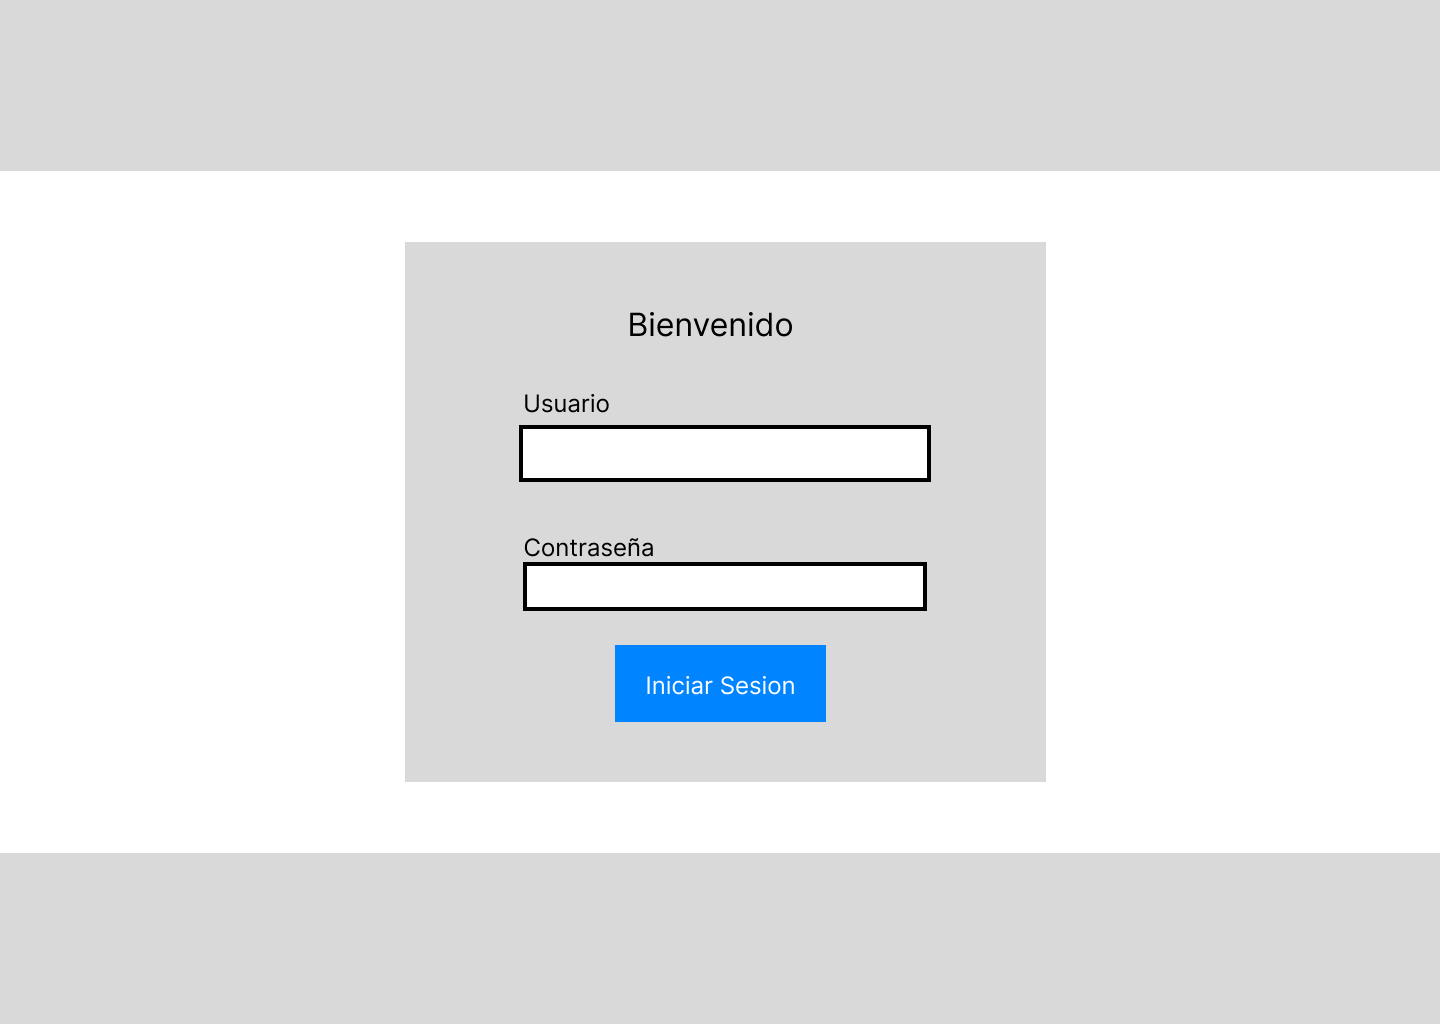 Bienvenido
Usuario
Contraseña
Iniciar Sesion